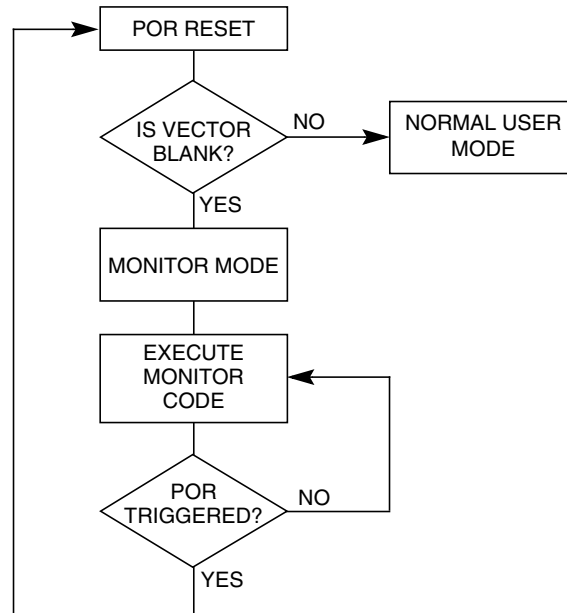 POR RESET
IS VECTOR
BLANK?
NO
NORMAL USER
MODE
YES
MONITOR MODE
EXECUTE
MONITOR
CODE
POR
TRIGGERED?
NO
YES